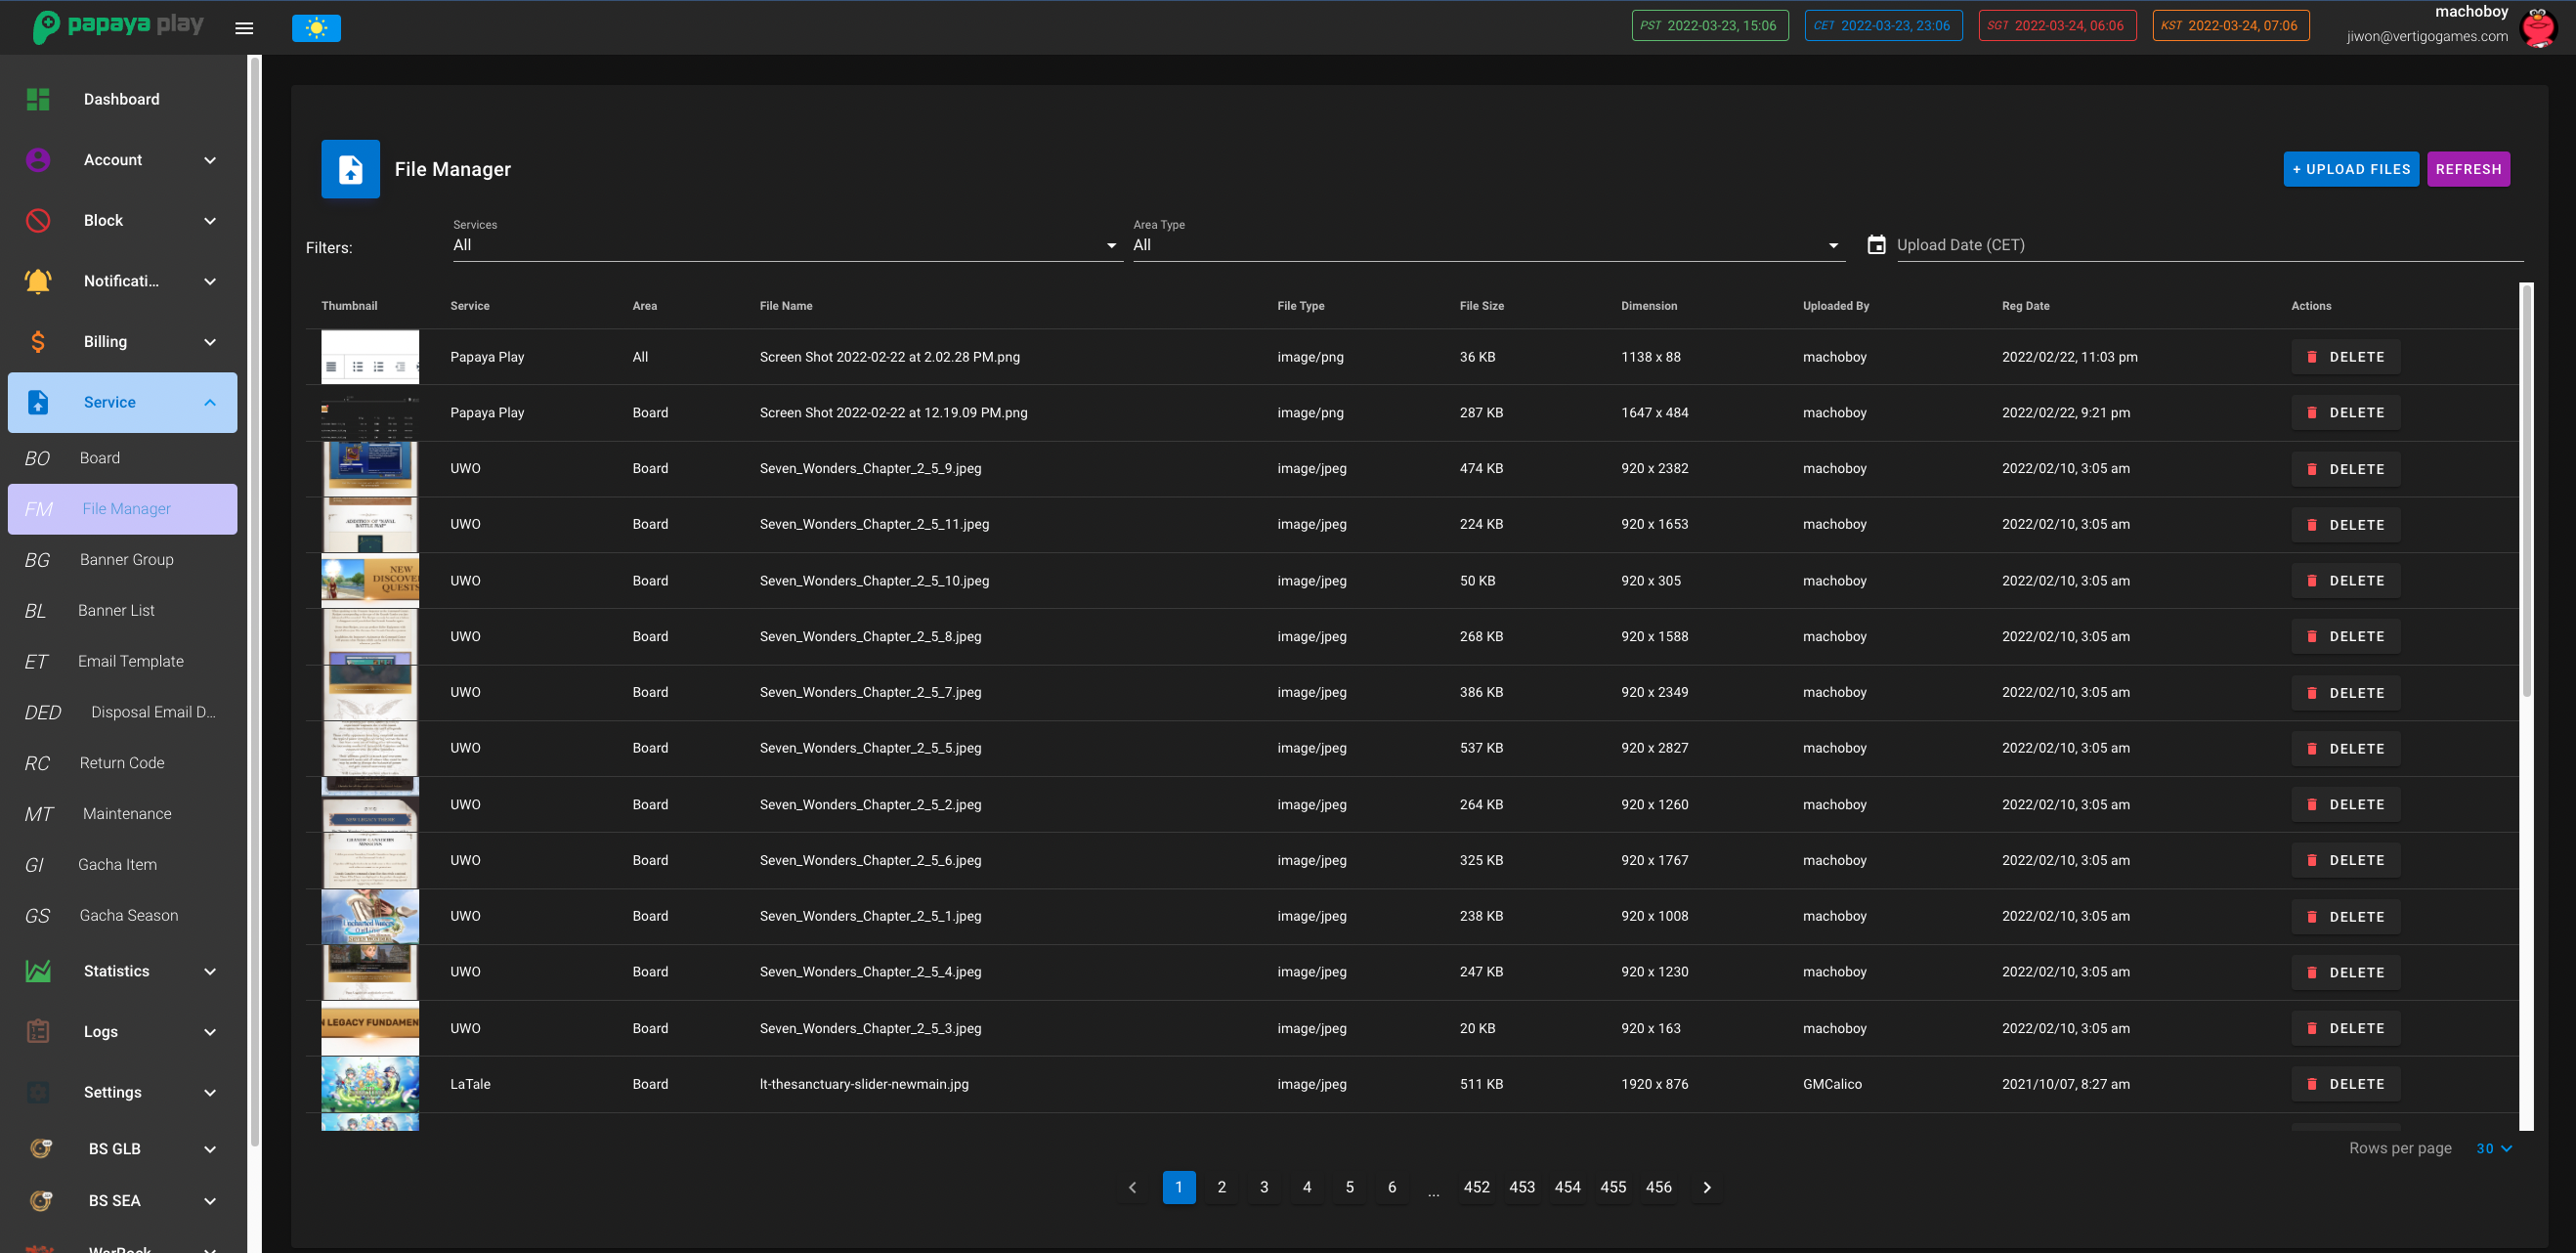 papaya play
PST 2022-03-23, 15:06
CET 2022-03-23, 23:06
SGT 2022-03-24, 06:06
KST 2022-03-24, 07:06
machoboy
jiwon@vertigogames.com
Dashboard
Account
Block
Notificati...
Billing
Service
BO Board
FM File Manager
BG Banner Group
BL Banner List
ET Email Template
DED Disposal Email D...
RC Return Code
MT Maintenance
GI Gacha Item
GS Gacha Season
Statistics
Logs
Settings
BS GLB
BS SEA
WarRock
File Manager
+ UPLOAD FILES
REFRESH
Filters:
Services
All
Area Type
All
Upload Date (CET)
Thumbnail Service Area File Name File Type File Size Dimension Uploaded By Reg Date Actions
Papaya Play All Screen Shot 2022-02-22 at 2.02.28 PM.png image/png 36 KB 1138 x 88 machoboy 2022/02/22, 11:03 pm DELETE
Papaya Play Board Screen Shot 2022-02-22 at 12.19.09 PM.png image/png 287 KB 1647 x 484 machoboy 2022/02/22, 9:21 pm DELETE
UWO Board Seven_Wonders_Chapter_2_5_9.jpeg image/jpeg 474 KB 920 x 2382 machoboy 2022/02/10, 3:05 am DELETE
ADDITION OF "NAVAL
BATTLE MAP"
UWO Board Seven_Wonders_Chapter_2_5_11.jpeg image/jpeg 224 KB 920 x 1653 machoboy 2022/02/10, 3:05 am DELETE
NEW
DISCOVER
QUESTS
UWO Board Seven_Wonders_Chapter_2_5_10.jpeg image/jpeg 50 KB 920 x 305 machoboy 2022/02/10, 3:05 am DELETE
UWO Board Seven_Wonders_Chapter_2_5_8.jpeg image/jpeg 268 KB 920 x 1588 machoboy 2022/02/10, 3:05 am DELETE
UWO Board Seven_Wonders_Chapter_2_5_7.jpeg image/jpeg 386 KB 920 x 2349 machoboy 2022/02/10, 3:05 am DELETE
UWO Board Seven_Wonders_Chapter_2_5_5.jpeg image/jpeg 537 KB 920 x 2827 machoboy 2022/02/10, 3:05 am DELETE
UWO Board Seven_Wonders_Chapter_2_5_2.jpeg image/jpeg 264 KB 920 x 1260 machoboy 2022/02/10, 3:05 am DELETE
UWO Board Seven_Wonders_Chapter_2_5_6.jpeg image/jpeg 325 KB 920 x 1767 machoboy 2022/02/10, 3:05 am DELETE
UWO Board Seven_Wonders_Chapter_2_5_1.jpeg image/jpeg 238 KB 920 x 1008 machoboy 2022/02/10, 3:05 am DELETE
UWO Board Seven_Wonders_Chapter_2_5_4.jpeg image/jpeg 247 KB 920 x 1230 machoboy 2022/02/10, 3:05 am DELETE
N LEGACY FUNDAMEN
UWO Board Seven_Wonders_Chapter_2_5_3.jpeg image/jpeg 20 KB 920 x 163 machoboy 2022/02/10, 3:05 am DELETE
LaTale Board lt-thesanctuary-slider-newmain.jpg image/jpeg 511 KB 1920 x 876 GMCalico 2021/10/07, 8:27 am DELETE
Rows per page 30
1 2 3 4 5 6 ... 452 453 454 455 456